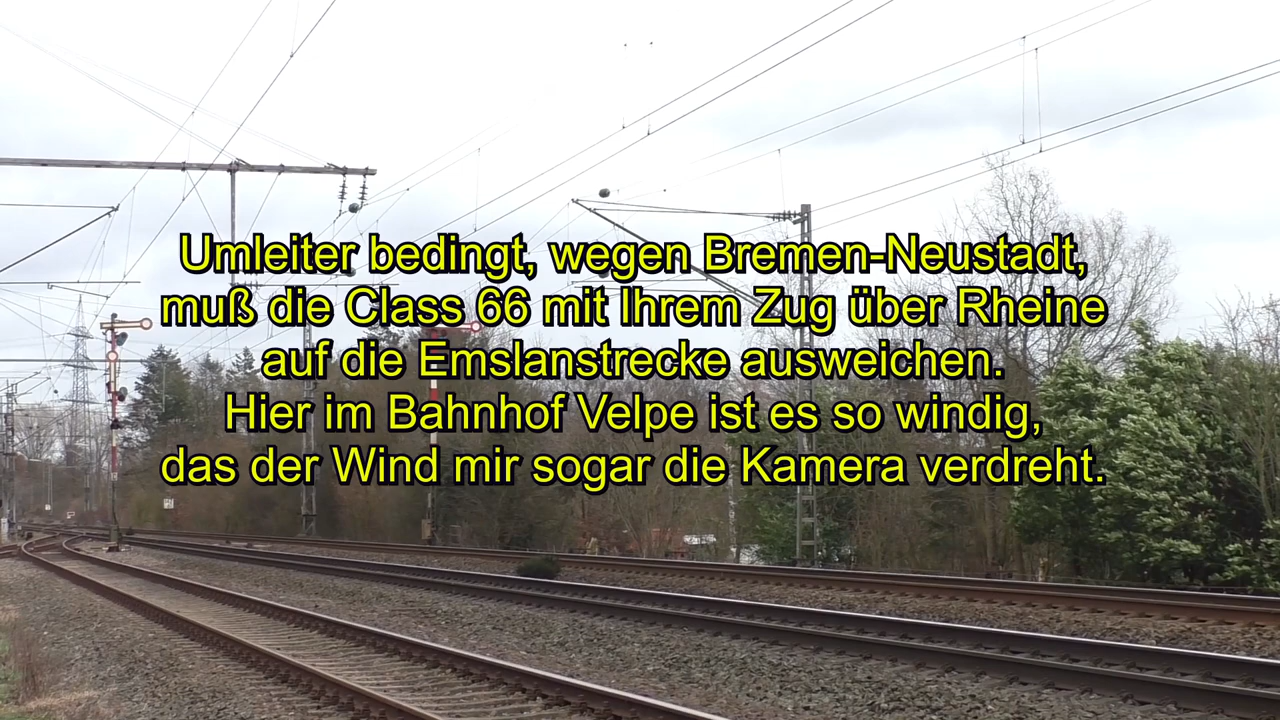 Umleiter bedingt, wegen Bremen-Neustadt,
muß die Class 66 mit Ihrem Zug über Rheine
auf die Emslanstrecke ausweichen.
Hier im Bahnhof Velpe ist es so windig,
das der Wind mir sogar die Kamera verdreht.